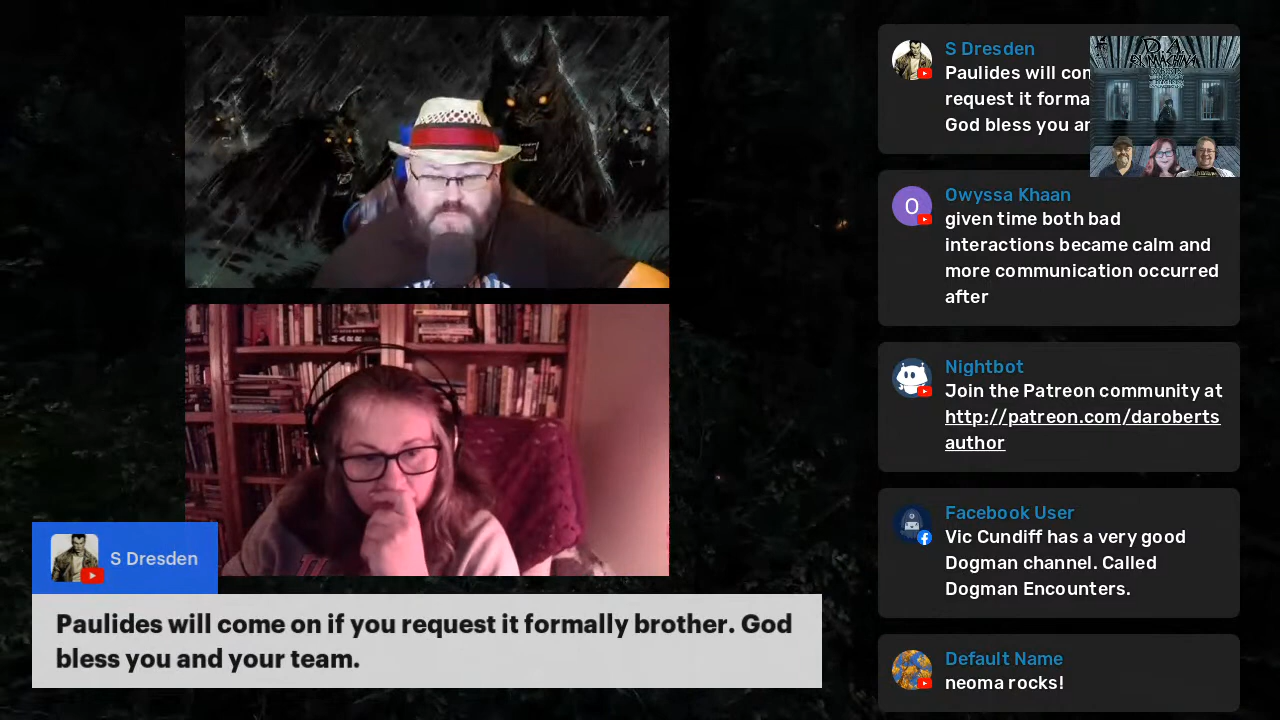 S Dresden
Paulides will come on if you request it formally brother. God
bless you and your team.
S Dresden
Paulides will
request it forma
God bless you
Owyssa Khaan
given time both bad
interactions became calm and
more communication occurred
after
Nightbot
Join the Patreon community at
http://patreon.com/daroberts
author
Facebook User
Vic Cundiff has a very good
Dogman channel. Called
Dogman Encounters.
Default Name
neoma rocks!
O